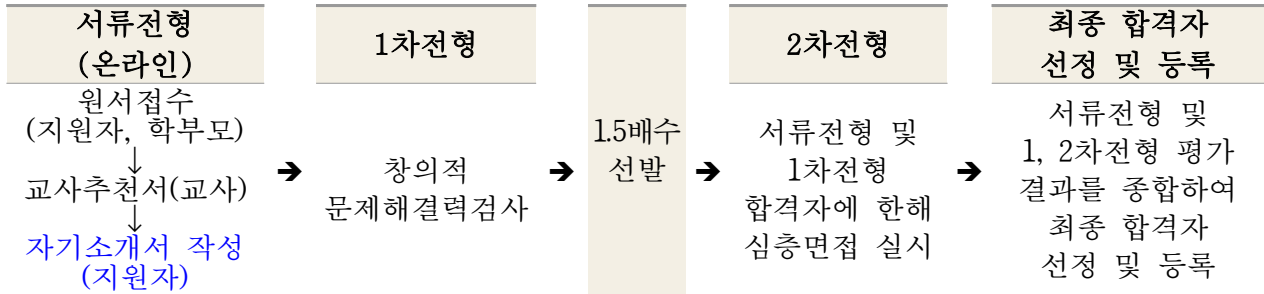 서류전형
(온라인)
원서접수
(지원자, 학부모)
↓
교사추천서(교사)
↓
자기소개서 작성
(지원자)
➔
1차전형
창의적
문제해결력검사
➔
1.5배수
선발
➔
2차전형
서류전형 및
1차전형
합격자에 한해
심층면접 실시
➔
최종 합격자
선정 및 등록
서류전형 및
1, 2차전형 평가
결과를 종합하여
최종 합격자
선정 및 등록